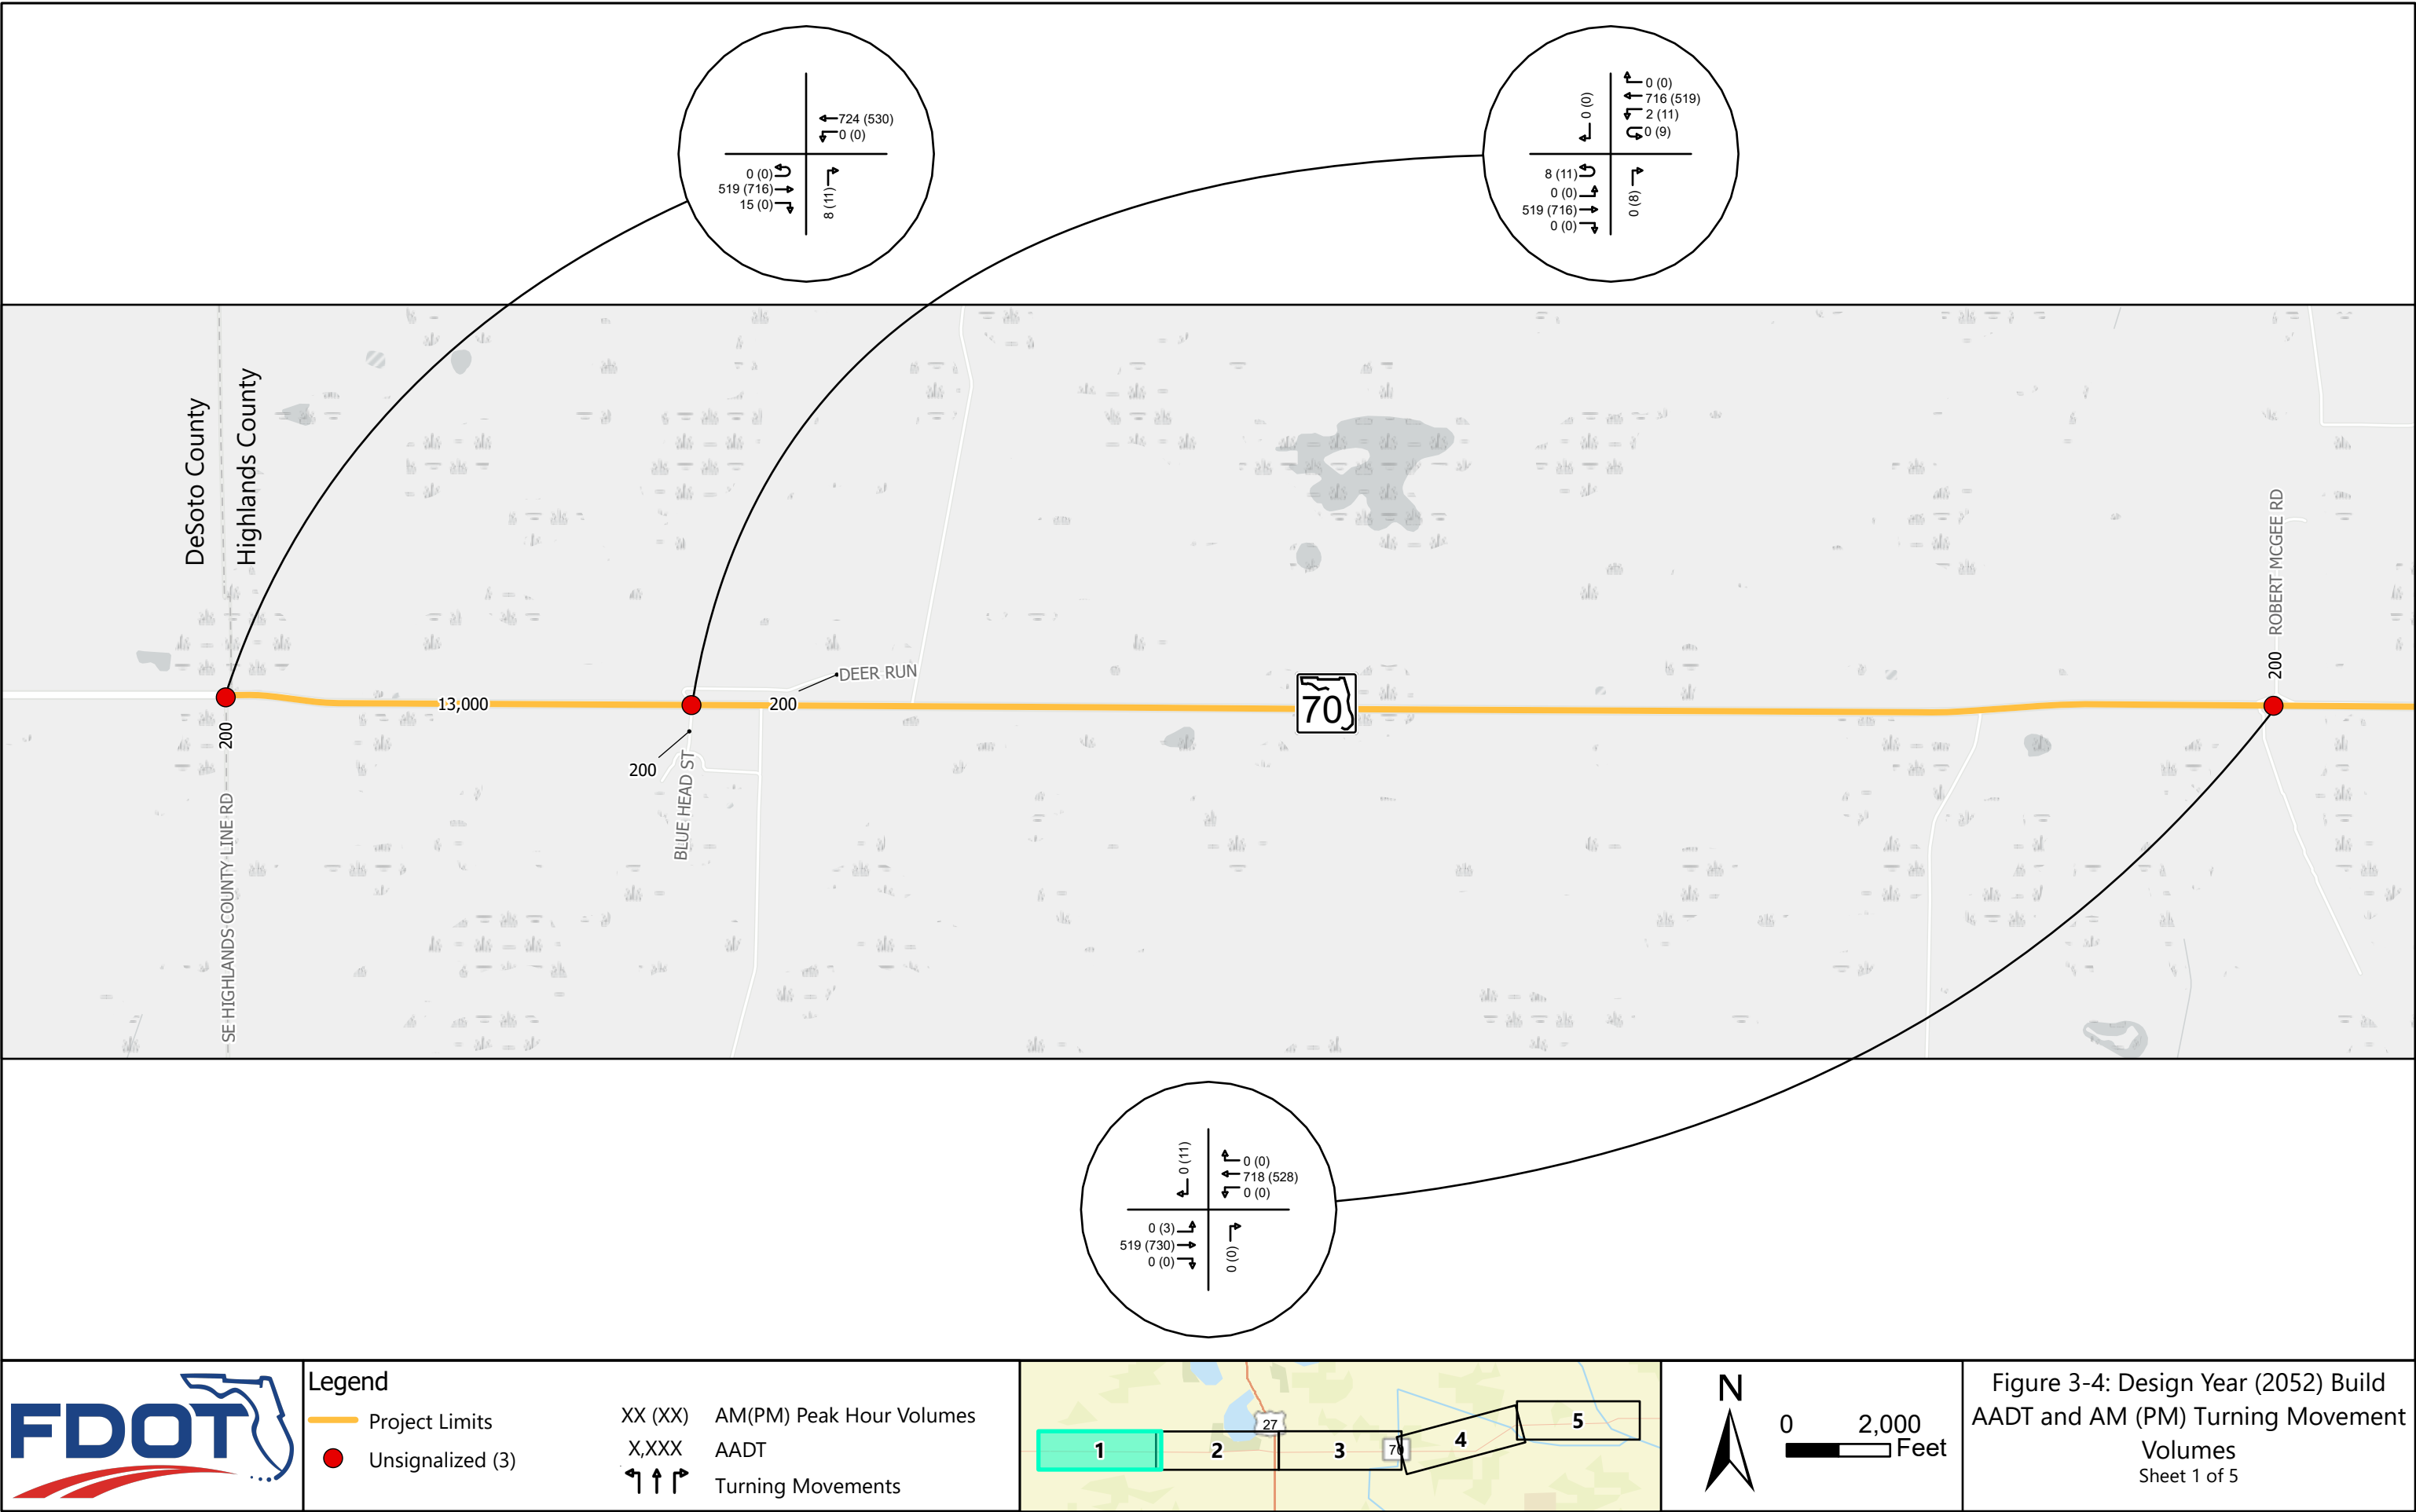 724 (530)
0 (0)
0 (0)
519 (716)
15 (0)
8 (11)
0 (0)
0 (0)
716 (519)
2 (11)
0 (9)
8 (11)
0 (0)
519 (716)
0 (0)
0 (8)
DeSoto County
Highlands County
ROBERT MCGEE RD
200
DEER RUN
13,000
200
70
200
200
BLUE HEAD ST
SE HIGHLANDS COUNTY LINE RD
0 (11)
0 (0)
718 (528)
0 (0)
0 (3)
519 (730)
0 (0)
0 (0)
FDOT
Legend
Project Limits
Unsignalized (3)
XX (XX) AM(PM) Peak Hour Volumes
X,XXX AADT
Turning Movements
27
70
1
2
3
4
5
N
0 2,000
Feet
Figure 3-4: Design Year (2052) Build
AADT and AM (PM) Turning Movement
Volumes
Sheet 1 of 5